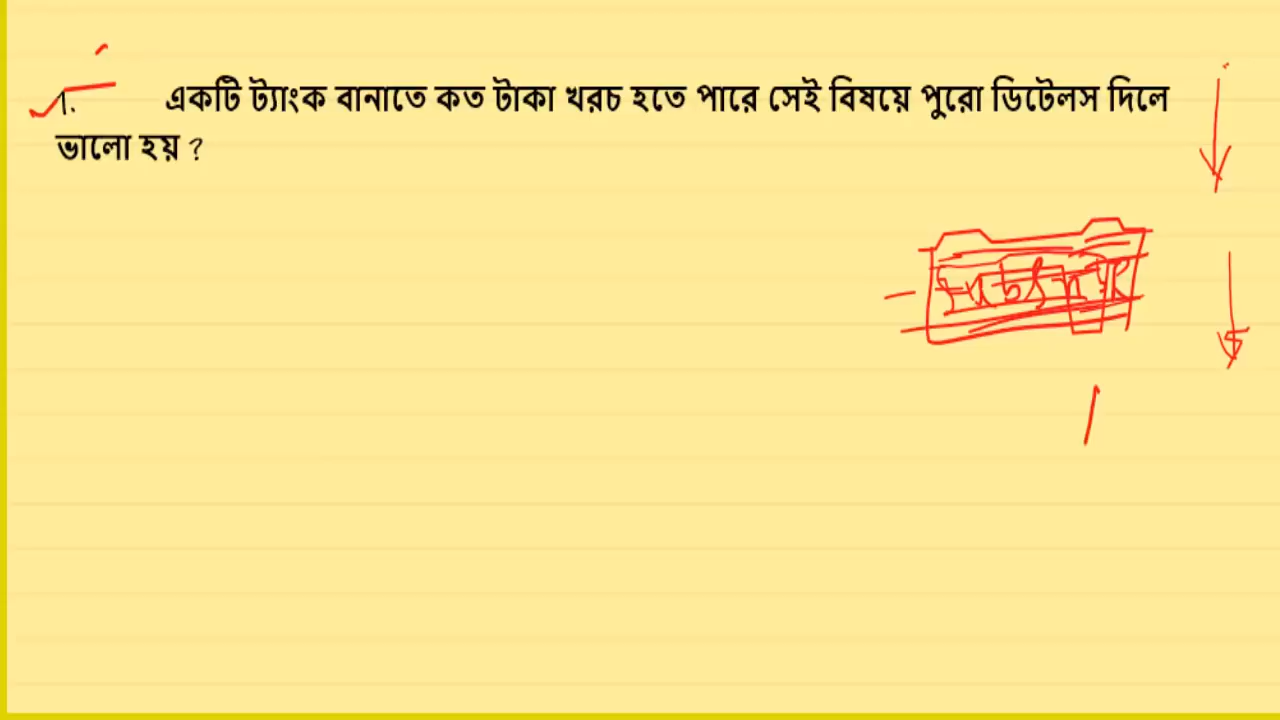 1. একটি ট্যাংক বানাতে কত টাকা খরচ হতে পারে সেই বিষয়ে পুরো ডিটেলস দিলে
ভালো হয় ?